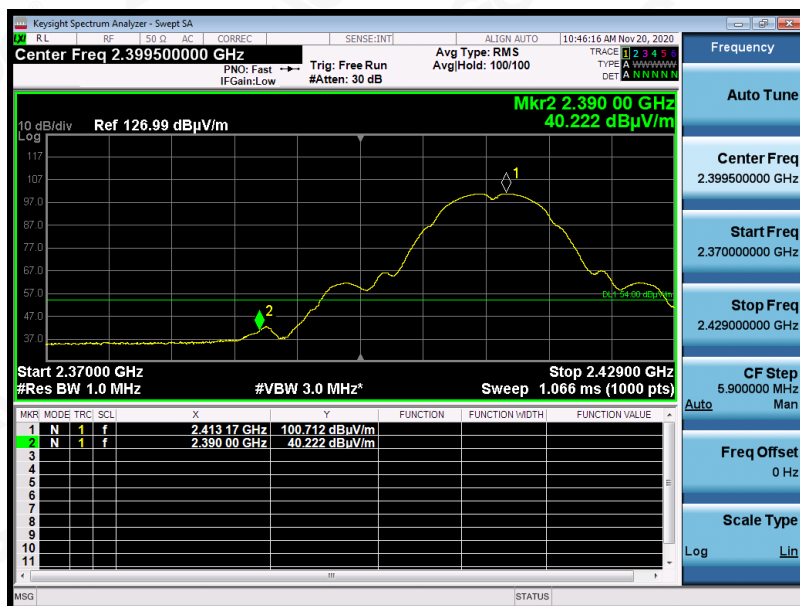 Keysight Spectrum Analyzer - Swept SA
LXI RL RF 50 Ω AC CORREC SENSE:INT ALIGN AUTO 10:46:16 AM Nov 20, 2020
Center Freq 2.399500000 GHz
PNO: Fast
IFGain:Low
Trig: Free Run
#Atten: 30 dB
Avg Type: RMS
Avg|Hold: 100/100
TRACE 1 2 3 4 5 6
TYPE A WWWWW
DET A N N N N N
Mkr2 2.390 00 GHz
40.222 dBµV/m
10 dB/div Ref 126.99 dBµV/m
Log
117
107
97.0
87.0
77.0
67.0
57.0
47.0
37.0
1
2
DL1 54.00 dBµV/m
Start 2.37000 GHz Stop 2.42900 GHz
#Res BW 1.0 MHz #VBW 3.0 MHz* Sweep 1.066 ms (1000 pts)
MKR MODE TRC SCL X Y FUNCTION FUNCTION WIDTH FUNCTION VALUE
1 N 1 f 2.413 17 GHz 100.712 dBµV/m
2 N 1 f 2.390 00 GHz 40.222 dBµV/m
3
4
5
6
7
8
9
10
11
MSG STATUS
Frequency
Auto Tune
Center Freq
2.399500000 GHz
Start Freq
2.370000000 GHz
Stop Freq
2.429000000 GHz
CF Step
5.900000 MHz
Auto Man
Freq Offset
0 Hz
Scale Type
Log Lin